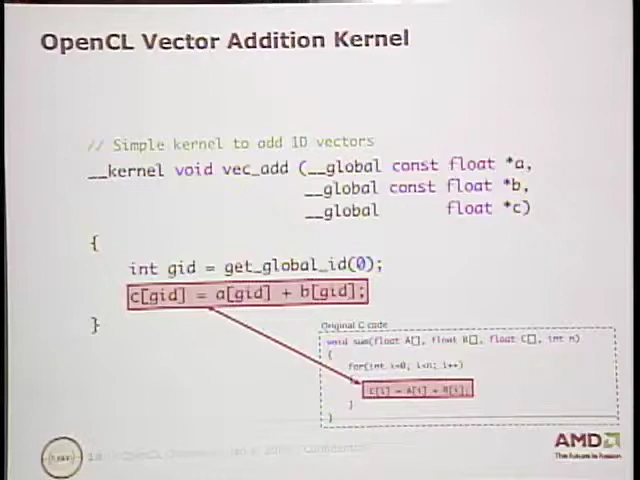 OpenCL Vector Addition Kernel
// Simple kernel to add 1D vectors
__kernel void vec_add (__global const float *a,
__global const float *b,
__global float *c)
{
int gid = get_global_id(0);
c[gid] = a[gid] + b[gid];
}
Original C code
void sum(float A[], float B[], float C[], int n)
{
for(int i=0; i<n; i++)
C[i] = A[i] + B[i];
}
}
OpenCL
AMD
The future is fusion